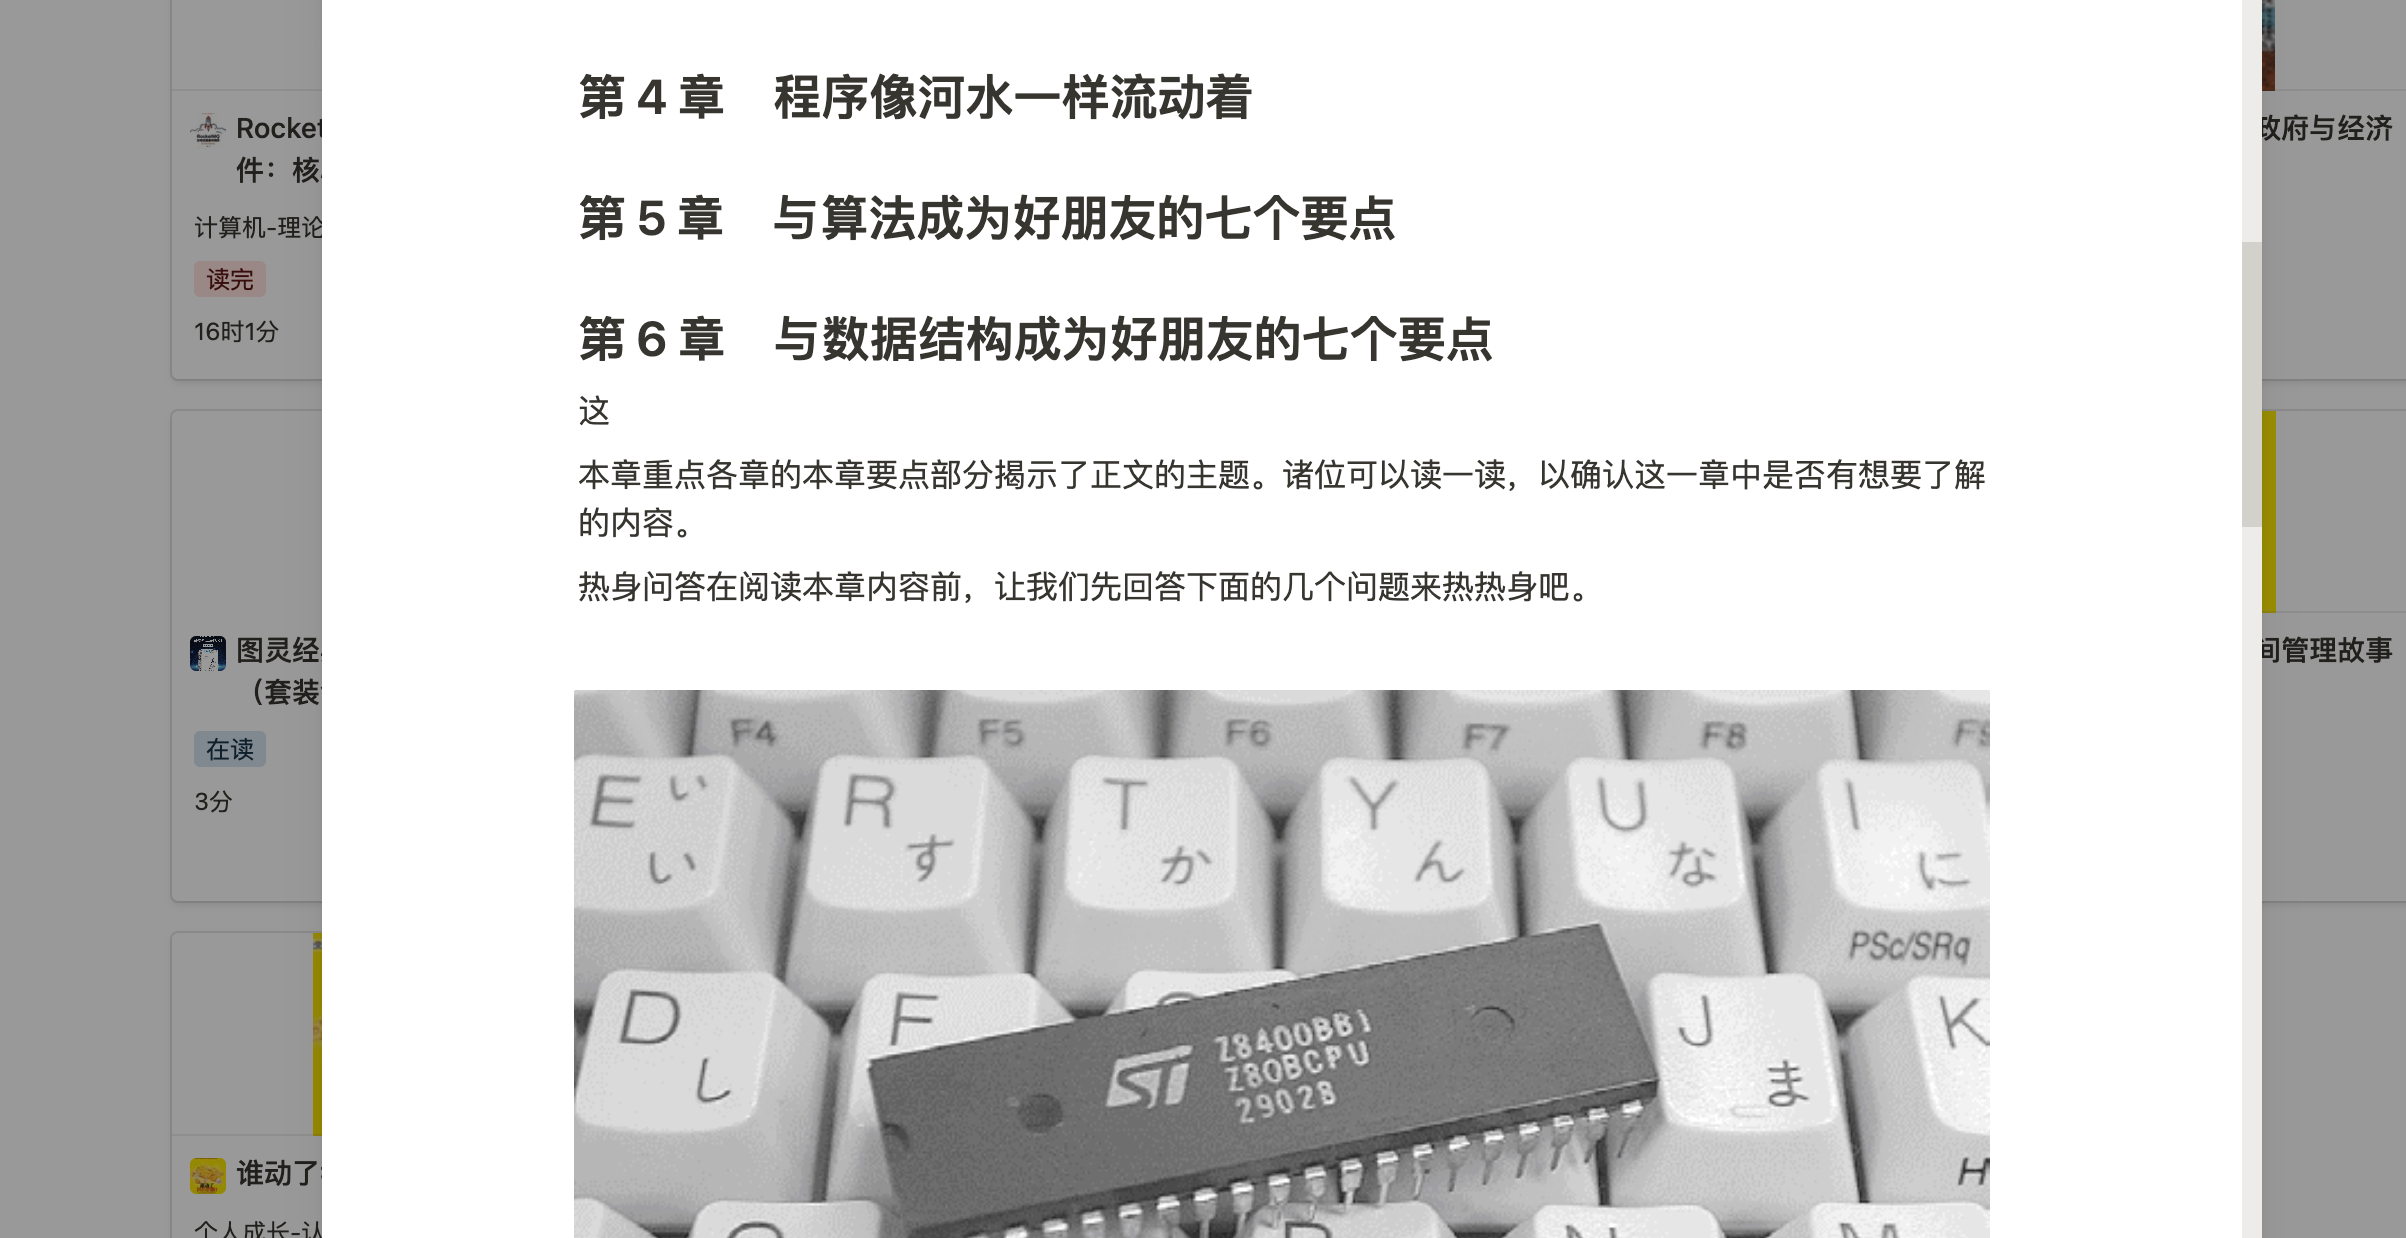 第 4 章　程序像河水一样流动着
第 5 章　与算法成为好朋友的七个要点
第 6 章　与数据结构成为好朋友的七个要点
这
本章重点各章的本章要点部分揭示了正文的主题。诸位可以读一读，以确认这一章中是否有想要了解
的内容。
热身问答在阅读本章内容前，让我们先回答下面的几个问题来热热身吧。
F4 F5 F6 F7 F8
E い い
R す
T か
Y ん
U な
I に
PSc/SRq
D し
F
J ま
K
ST
Z8400BB1
Z80BCPU
29028
Rocket
件：核
计算机-理论
读完
16时1分
图灵经
（套装
在读
3分
谁动了
个人成长-认
政府与经济
间管理故事